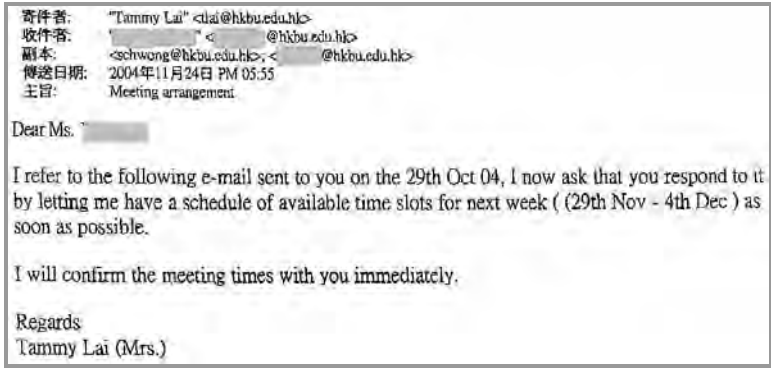 寄件者: "Tammy Lai" <tlai@hkbu.edu.hk>
收件者: " " < @hkbu.edu.hk>
副本: <schwong@hkbu.edu.hk>; < @hkbu.edu.hk>
傳送日期: 2004年11月24日 PM 05:55
主旨: Meeting arrangement
Dear Ms.
I refer to the following e-mail sent to you on the 29th Oct 04, I now ask that you respond to it
by letting me have a schedule of available time slots for next week ( (29th Nov - 4th Dec ) as
soon as possible.
I will confirm the meeting times with you immediately.
Regards
Tammy Lai (Mrs.)